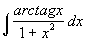 ∫ arctagx / 1 + x² dx